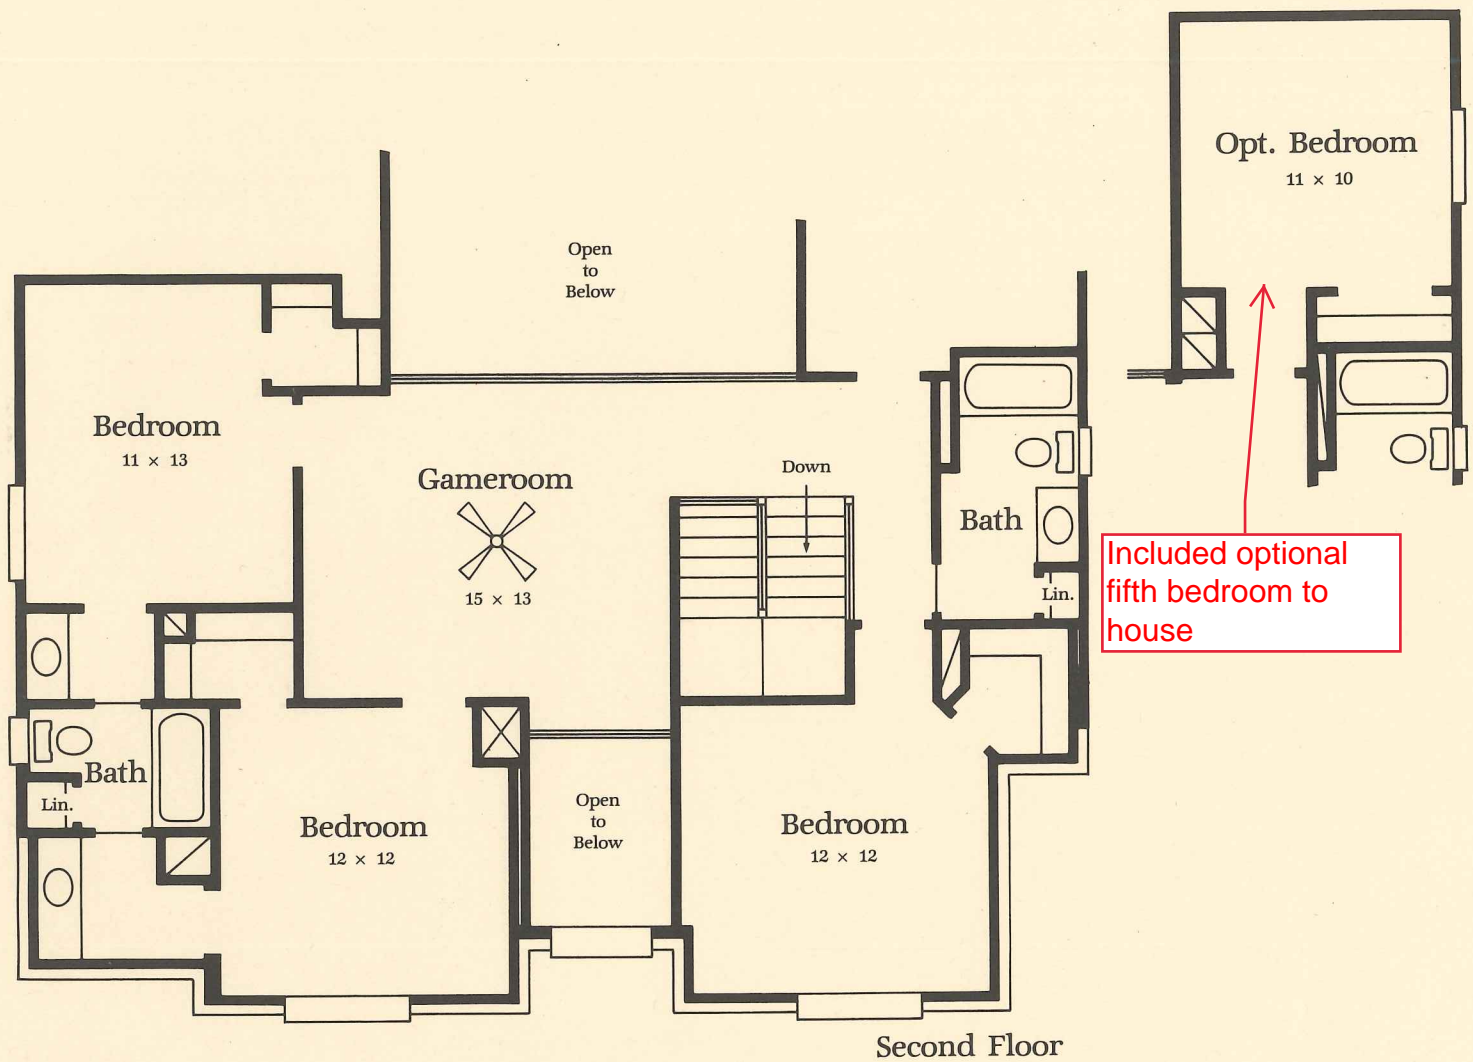 Opt. Bedroom
11 × 10
Open
to
Below
Bedroom
11 × 13
Gameroom
15 × 13
Down
Bath
Lin.
Included optional
fifth bedroom to
house
Bath
Lin.
Bedroom
12 × 12
Open
to
Below
Bedroom
12 × 12
Second Floor